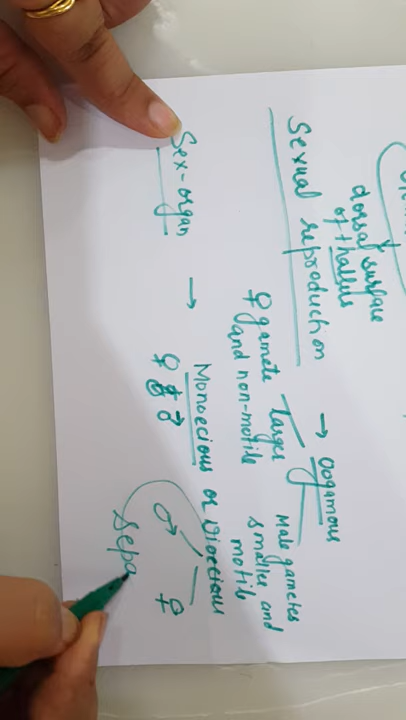 dorsal surface
of thallus
Sexual reproduction → Oogamous
♀ gamete larger
and non-motile
Male gametes
smaller and
motile
Sex-organ → Monoecious or Dioecious
♀ & ♂
♂ ♀
Sepa